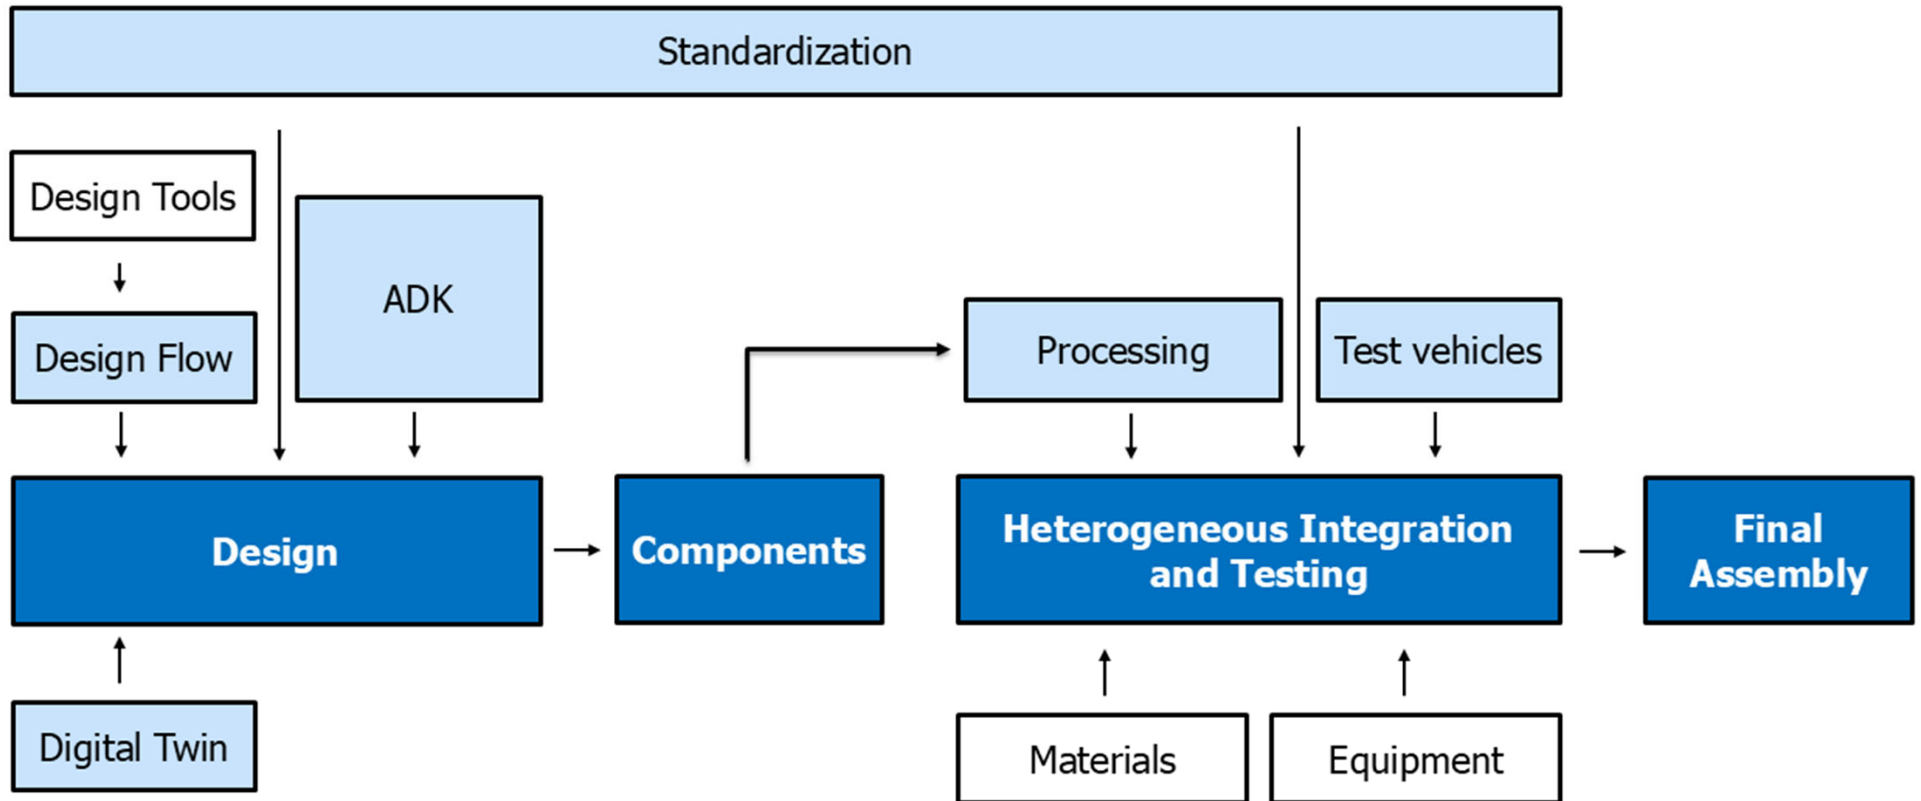 Standardization
Design Tools
ADK
Design Flow
Processing
Test vehicles
Design
Components
Heterogeneous Integration
and Testing
Final
Assembly
Digital Twin
Materials
Equipment